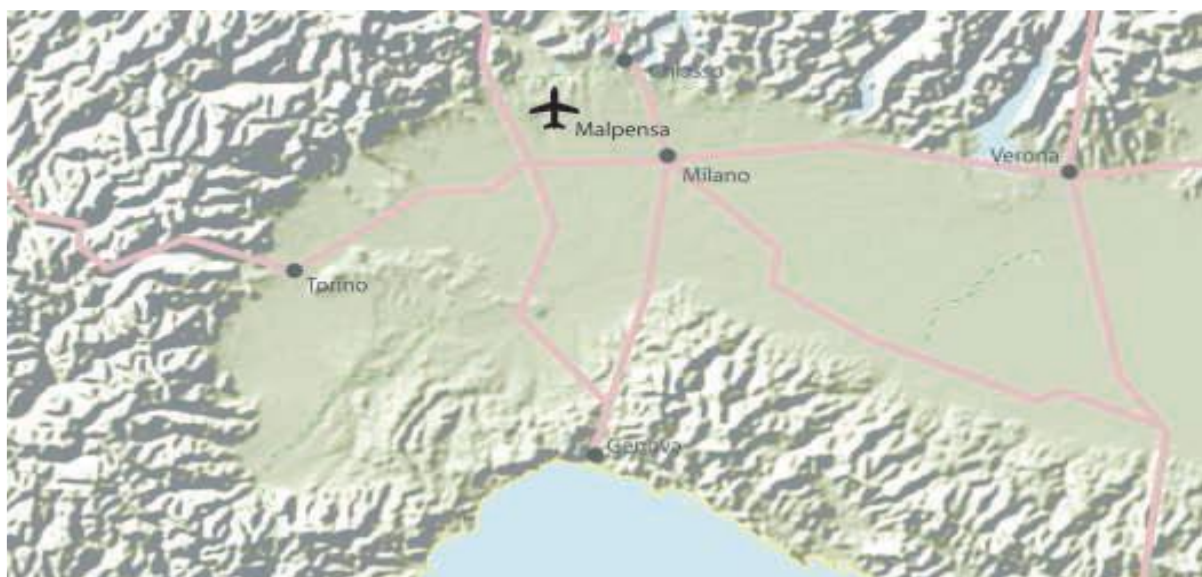 Chiasso
Malpensa
Milano
Verona
Torino
Genova